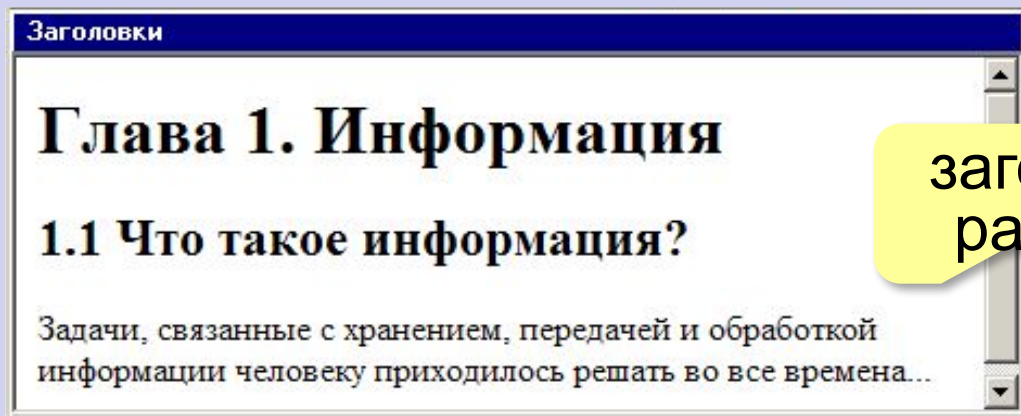 Заголовки
Глава 1. Информация
1.1 Что такое информация?
Задачи, связанные с хранением, передачей и обработкой
информации человеку приходилось решать во все времена...